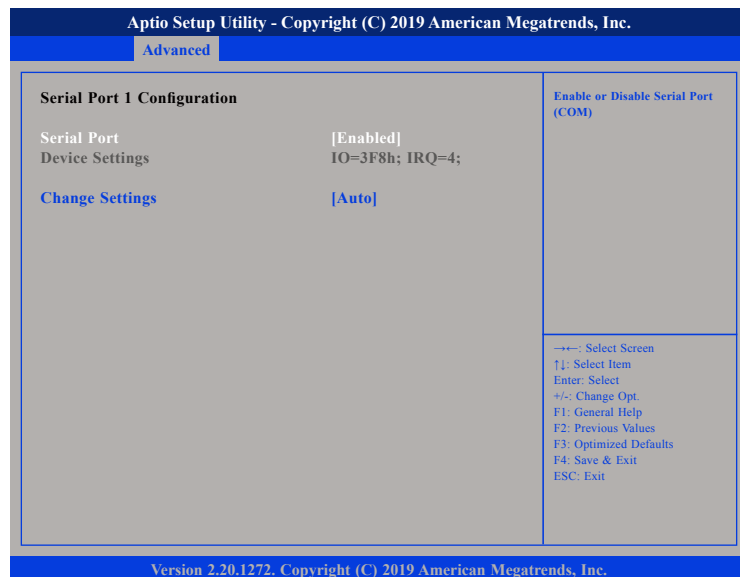 Aptio Setup Utility - Copyright (C) 2019 American Megatrends, Inc.
Advanced
Serial Port 1 Configuration
Serial Port [Enabled]
Device Settings IO=3F8h; IRQ=4;
Change Settings [Auto]
Enable or Disable Serial Port
(COM)
→←: Select Screen
↑↓: Select Item
Enter: Select
+/-: Change Opt.
F1: General Help
F2: Previous Values
F3: Optimized Defaults
F4: Save & Exit
ESC: Exit
Version 2.20.1272. Copyright (C) 2019 American Megatrends, Inc.